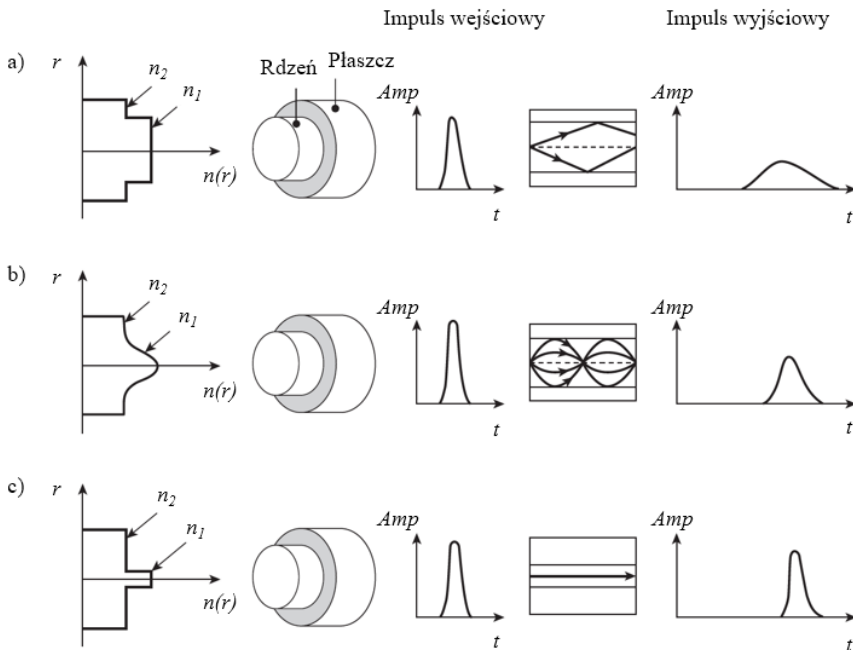 Impuls wejściowy
Impuls wyjściowy
a)
r
n2
n1
n(r)
Rdzeń
Płaszcz
Amp
t
Amp
t
b)
r
n2
n1
n(r)
Amp
t
Amp
t
c)
r
n2
n1
n(r)
Amp
t
Amp
t